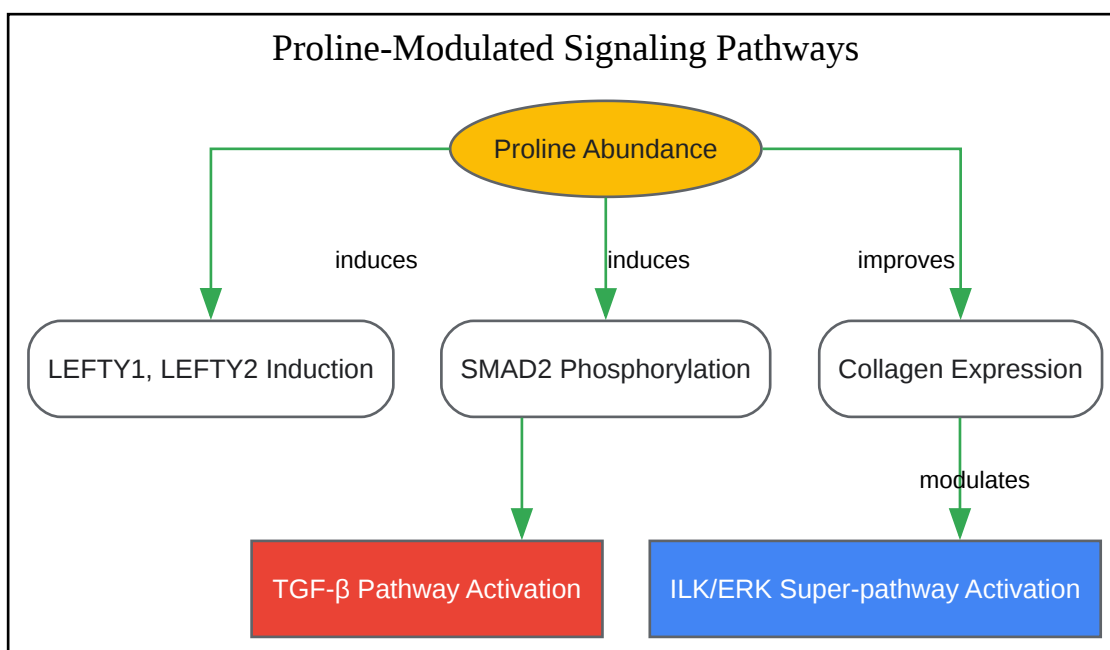 Proline-Modulated Signaling Pathways
Proline Abundance
induces
induces
improves
LEFTY1, LEFTY2 Induction
SMAD2 Phosphorylation
Collagen Expression
modulates
TGF-β Pathway Activation
ILK/ERK Super-pathway Activation